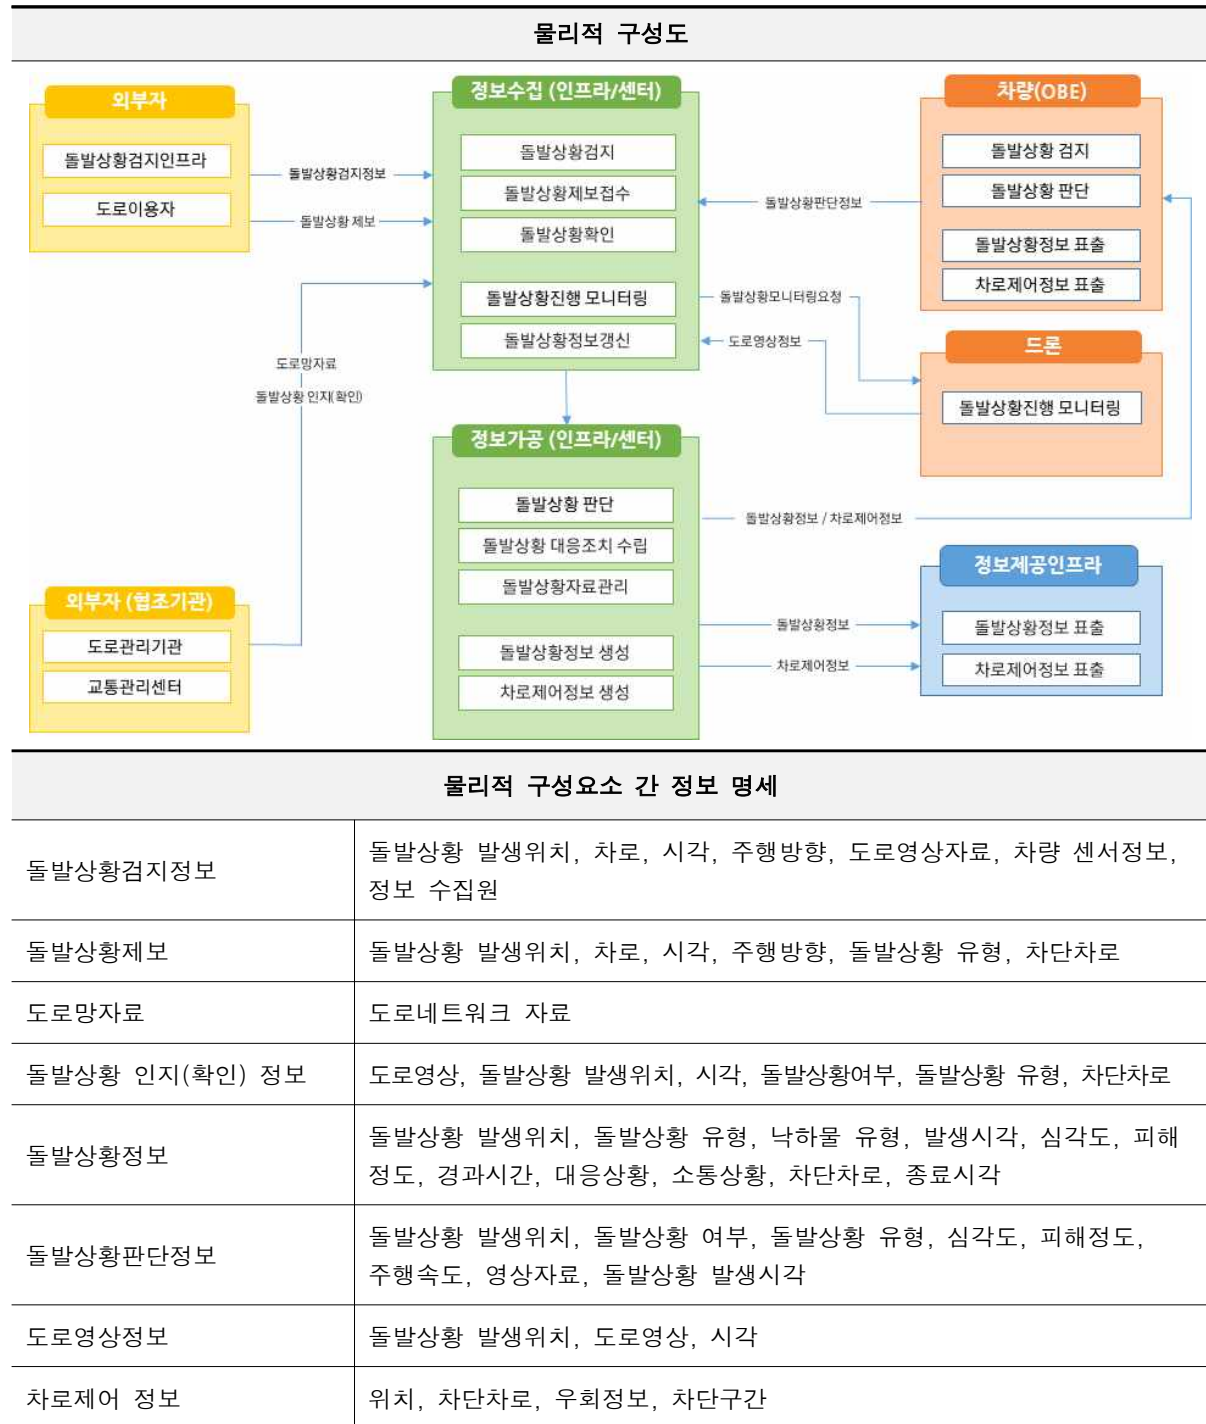 물리적 구성도
외부자
돌발상황검지인프라
도로이용자
돌발상황검지정보
돌발상황 제보
정보수집 (인프라/센터)
돌발상황검지
돌발상황제보접수
돌발상황확인
돌발상황진행 모니터링
돌발상황정보갱신
차량(OBE)
돌발상황 검지
돌발상황 판단
돌발상황정보 표출
차로제어정보 표출
돌발상황판단정보
돌발상황모니터링요청
도로영상정보
드론
돌발상황진행 모니터링
도로망자료
돌발상황 인지(확인)
정보가공 (인프라/센터)
돌발상황 판단
돌발상황 대응조치 수립
돌발상황자료관리
돌발상황정보 생성
차로제어정보 생성
돌발상황정보 / 차로제어정보
정보제공인프라
돌발상황정보 표출
차로제어정보 표출
돌발상황정보
차로제어정보
외부자 (협조기관)
도로관리기관
교통관리센터
물리적 구성요소 간 정보 명세
돌발상황검지정보
돌발상황 발생위치, 차로, 시각, 주행방향, 도로영상자료, 차량 센서정보,
정보 수집원
돌발상황제보
돌발상황 발생위치, 차로, 시각, 주행방향, 돌발상황 유형, 차단차로
도로망자료
도로네트워크 자료
돌발상황 인지(확인) 정보
도로영상, 돌발상황 발생위치, 시각, 돌발상황여부, 돌발상황 유형, 차단차로
돌발상황정보
돌발상황 발생위치, 돌발상황 유형, 낙하물 유형, 발생시각, 심각도, 피해
정도, 경과시간, 대응상황, 소통상황, 차단차로, 종료시각
돌발상황판단정보
돌발상황 발생위치, 돌발상황 여부, 돌발상황 유형, 심각도, 피해정도,
주행속도, 영상자료, 돌발상황 발생시각
도로영상정보
돌발상황 발생위치, 도로영상, 시각
차로제어 정보
위치, 차단차로, 우회정보, 차단구간